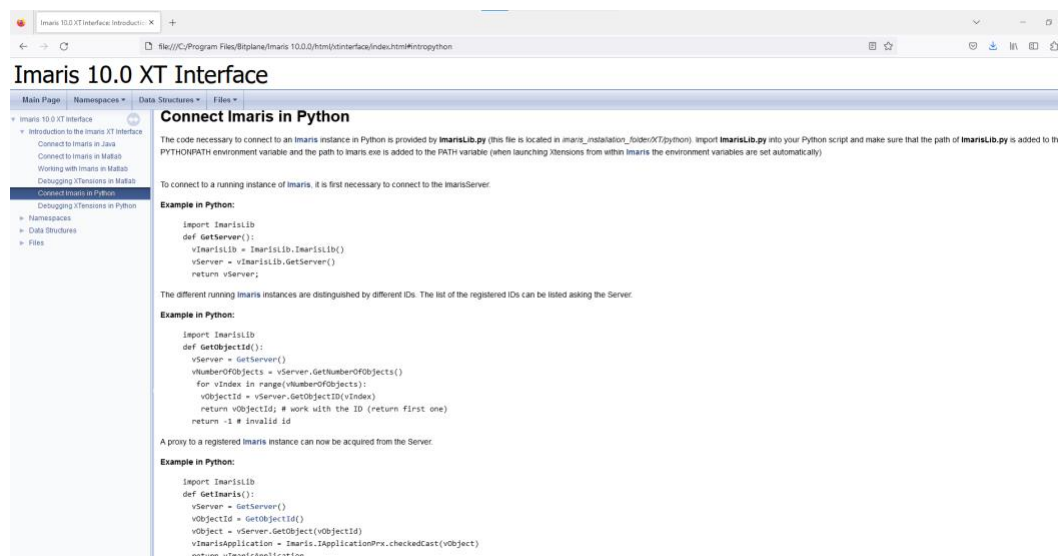 Imaris 10.0 XT Interface: Introductio
file:///C:/Program Files/Bitplane/Imaris 10.0.0/html/xtinterface/index.html#intropython
Imaris 10.0 XT Interface
Main Page Namespaces Data Structures Files
Imaris 10.0 XT Interface
Introduction to the Imaris XT Interface
Connect to Imaris in Java
Connect to Imaris in Matlab
Working with Imaris in Matlab
Debugging XTensions in Matlab
Connect Imaris in Python
Debugging XTensions in Python
Namespaces
Data Structures
Files
Connect Imaris in Python
The code necessary to connect to an Imaris instance in Python is provided by ImarisLib.py (this file is located in imaris_installation_folder/XT/python). Import ImarisLib.py into your Python script and make sure that the path of ImarisLib.py is added to th
PYTHONPATH environment variable and the path to Imaris exe is added to the PATH variable (when launching Xtensions from within Imaris the environment variables are set automatically)
To connect to a running instance of Imaris, it is first necessary to connect to the ImarisServer.
Example in Python:
import ImarisLib
def GetServer():
vImarisLib = ImarisLib.ImarisLib()
vServer = vImarisLib.GetServer()
return vServer;
The different running Imaris instances are distinguished by different IDs. The list of the registered IDs can be listed asking the Server.
Example in Python:
import ImarisLib
def GetObjectId():
vServer = GetServer()
vNumberOfObjects = vServer.GetNumberOfObjects()
for vIndex in range(vNumberOfObjects):
vObjectId = vServer.GetObjectID(vIndex)
return vObjectId; # work with the ID (return first one)
return -1 # invalid id
A proxy to a registered Imaris instance can now be acquired from the Server.
Example in Python:
import ImarisLib
def GetImaris():
vServer = GetServer()
vObjectId = GetObjectId()
vObject = vServer.GetObject(vObjectId)
vImarisApplication = Imaris.IApplicationPrx.checkedCast(vObject)
return vImarisApplication